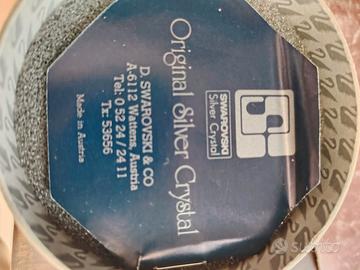 SWAROVSKI
Silver Crystal
Original Silver Crystal
D. SWAROVSKI & CO
A-6112 Wattens, Austria
Tel: 0 52 24 / 24 11
Tx: 53656
Made in Austria
subito